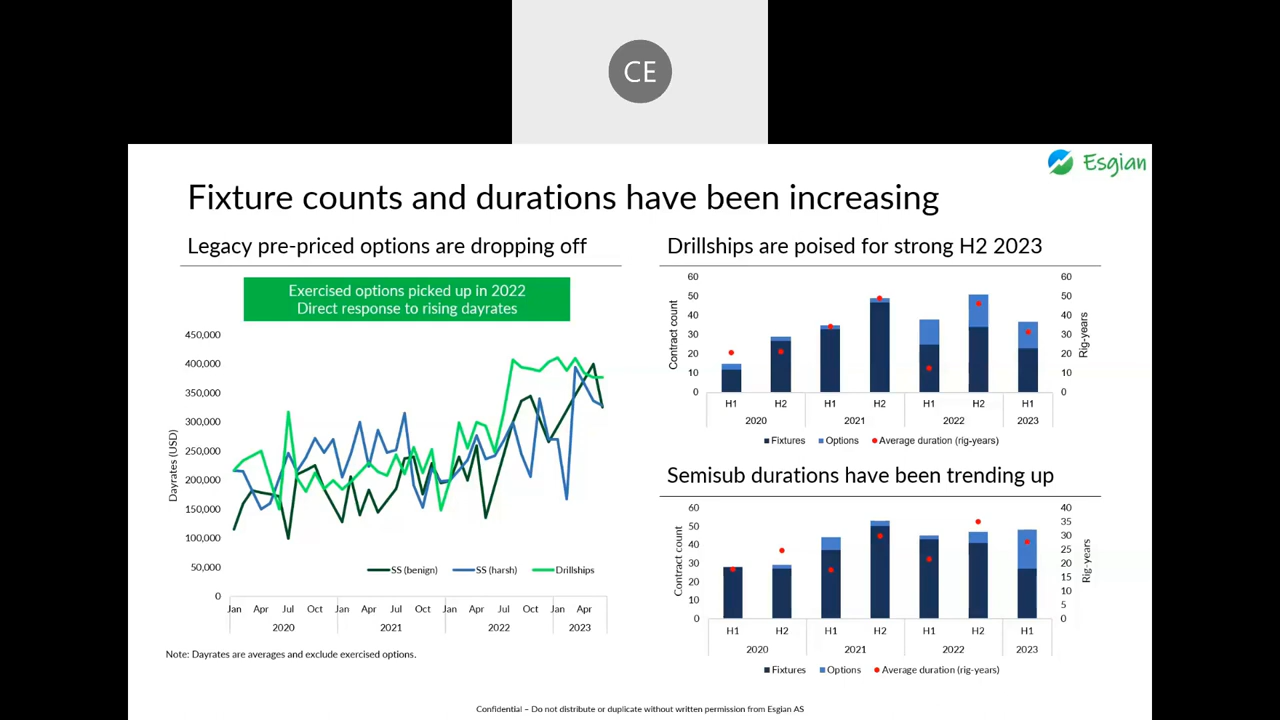 CE
Esgian
Fixture counts and durations have been increasing
Legacy pre-priced options are dropping off
Exercised options picked up in 2022
Direct response to rising dayrates
Dayrates (USD)
450,000
400,000
350,000
300,000
250,000
200,000
150,000
100,000
50,000
0
SS (benign) SS (harsh) Drillships
Jan Apr Jul Oct Jan Apr Jul Oct Jan Apr Jul Oct Jan Apr
2020 2021 2022 2023
Note: Dayrates are averages and exclude exercised options.
Drillships are poised for strong H2 2023
Contract count
60
50
40
30
20
10
0
60
50
40
30
20
10
0
Rig-years
H1 H2 H1 H2 H1 H2 H1
2020 2021 2022 2023
Fixtures Options Average duration (rig-years)
Semisub durations have been trending up
Contract count
60
50
40
30
20
10
0
40
35
30
25
20
15
10
5
0
Rig-years
H1 H2 H1 H2 H1 H2 H1
2020 2021 2022 2023
Fixtures Options Average duration (rig-years)
Confidential – Do not distribute or duplicate without written permission from Esgian AS